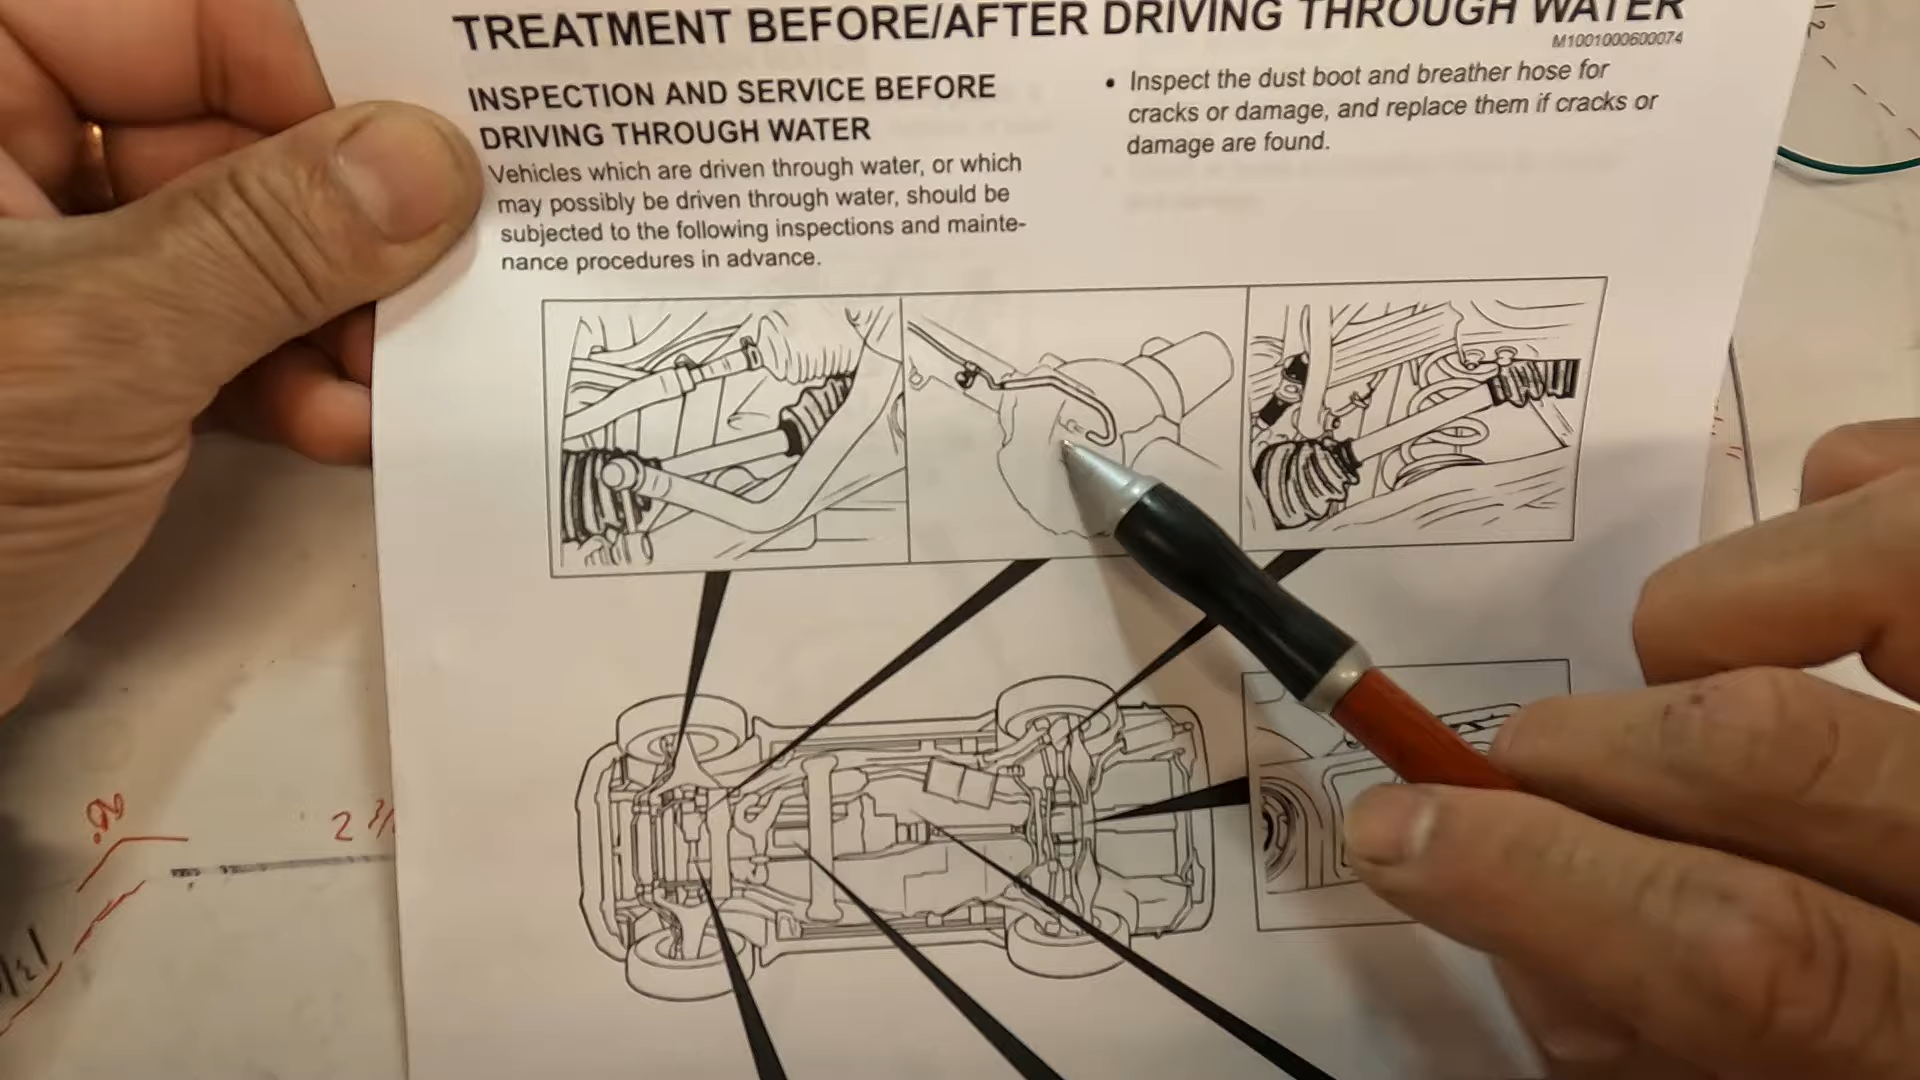 TREATMENT BEFORE/AFTER DRIVING THROUGH WATER
M1001000600074
INSPECTION AND SERVICE BEFORE
DRIVING THROUGH WATER
Vehicles which are driven through water, or which
may possibly be driven through water, should be
subjected to the following inspections and mainte-
nance procedures in advance.
• Inspect the dust boot and breather hose for
cracks or damage, and replace them if cracks or
damage are found.